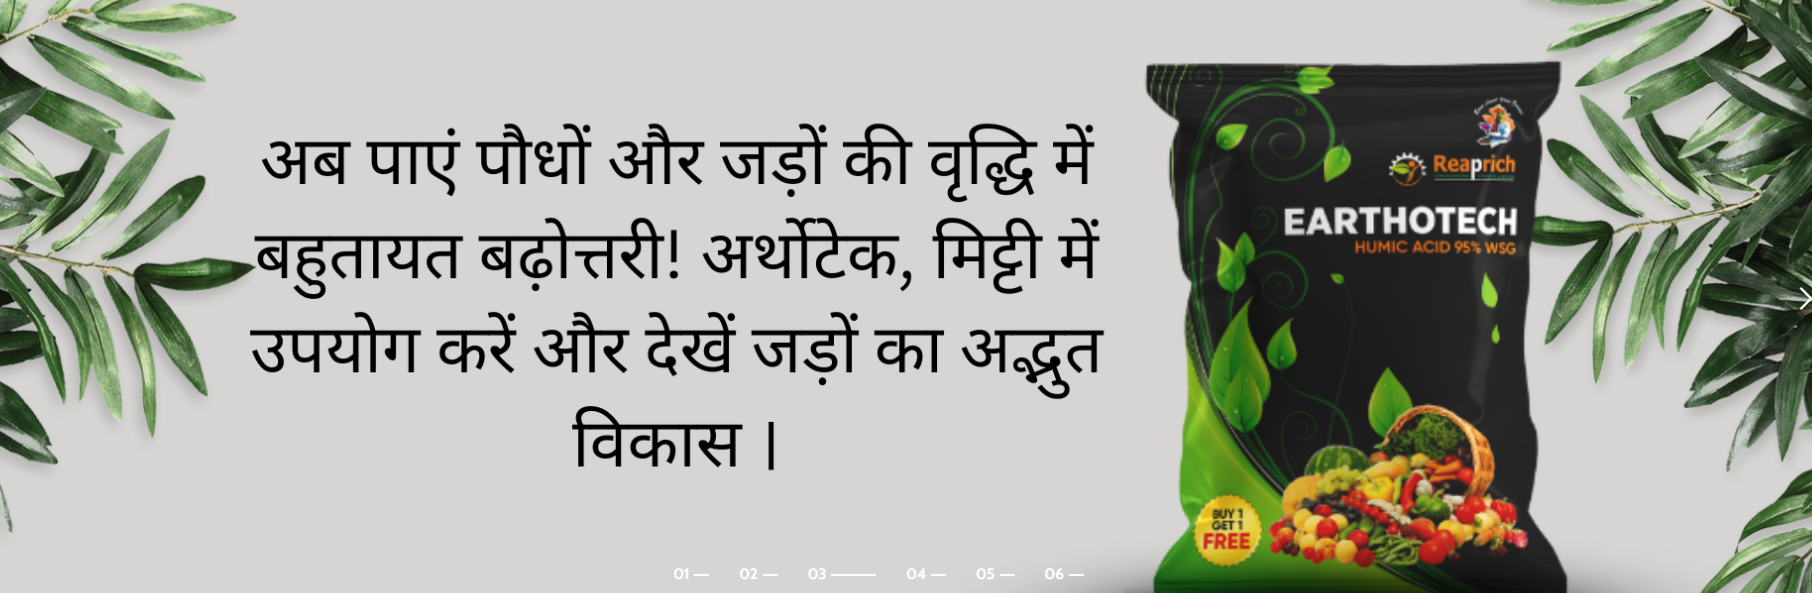 अब पाएं पौधों और जड़ों की वृद्धि में
बहुतायत बढ़ोत्तरी! अर्थोटेक, मिट्टी में
उपयोग करें और देखें जड़ों का अद्भुत
विकास |
Reaprich
EARTHOTECH
HUMIC ACID 95% WSG
BUY 1
GET 1
FREE
01 02 03 04 05 06